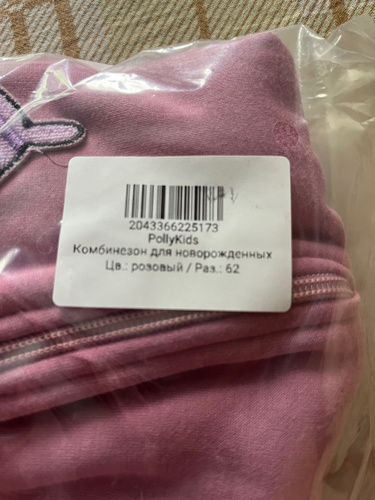 2043366225173
PollyKids
Комбинезон для новорожденных
Цв.: розовый / Раз.: 62